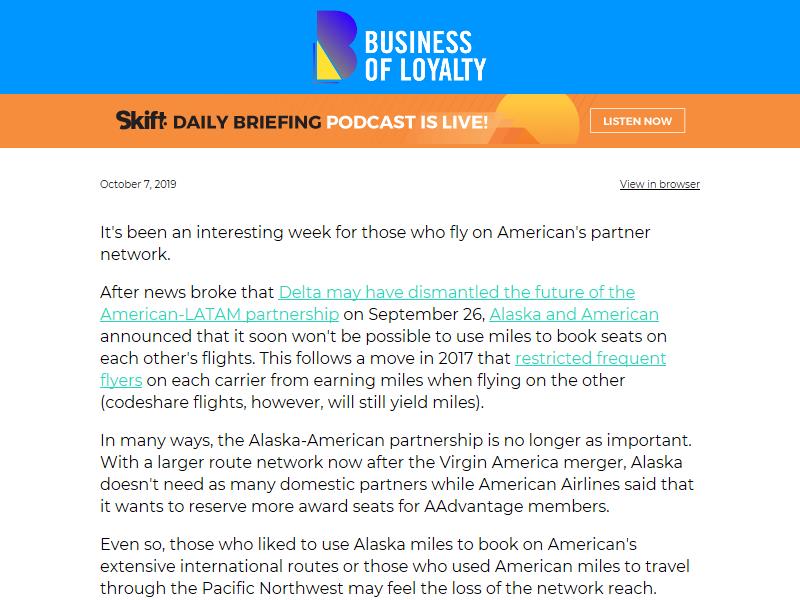 BUSINESS
OF LOYALTY
Skift DAILY BRIEFING PODCAST IS LIVE! LISTEN NOW
October 7, 2019 View in browser
It's been an interesting week for those who fly on American's partner
network.
After news broke that Delta may have dismantled the future of the
American-LATAM partnership on September 26, Alaska and American
announced that it soon won't be possible to use miles to book seats on
each other's flights. This follows a move in 2017 that restricted frequent
flyers on each carrier from earning miles when flying on the other
(codeshare flights, however, will still yield miles).
In many ways, the Alaska-American partnership is no longer as important.
With a larger route network now after the Virgin America merger, Alaska
doesn't need as many domestic partners while American Airlines said that
it wants to reserve more award seats for AAdvantage members.
Even so, those who liked to use Alaska miles to book on American's
extensive international routes or those who used American miles to travel
through the Pacific Northwest may feel the loss of the network reach.